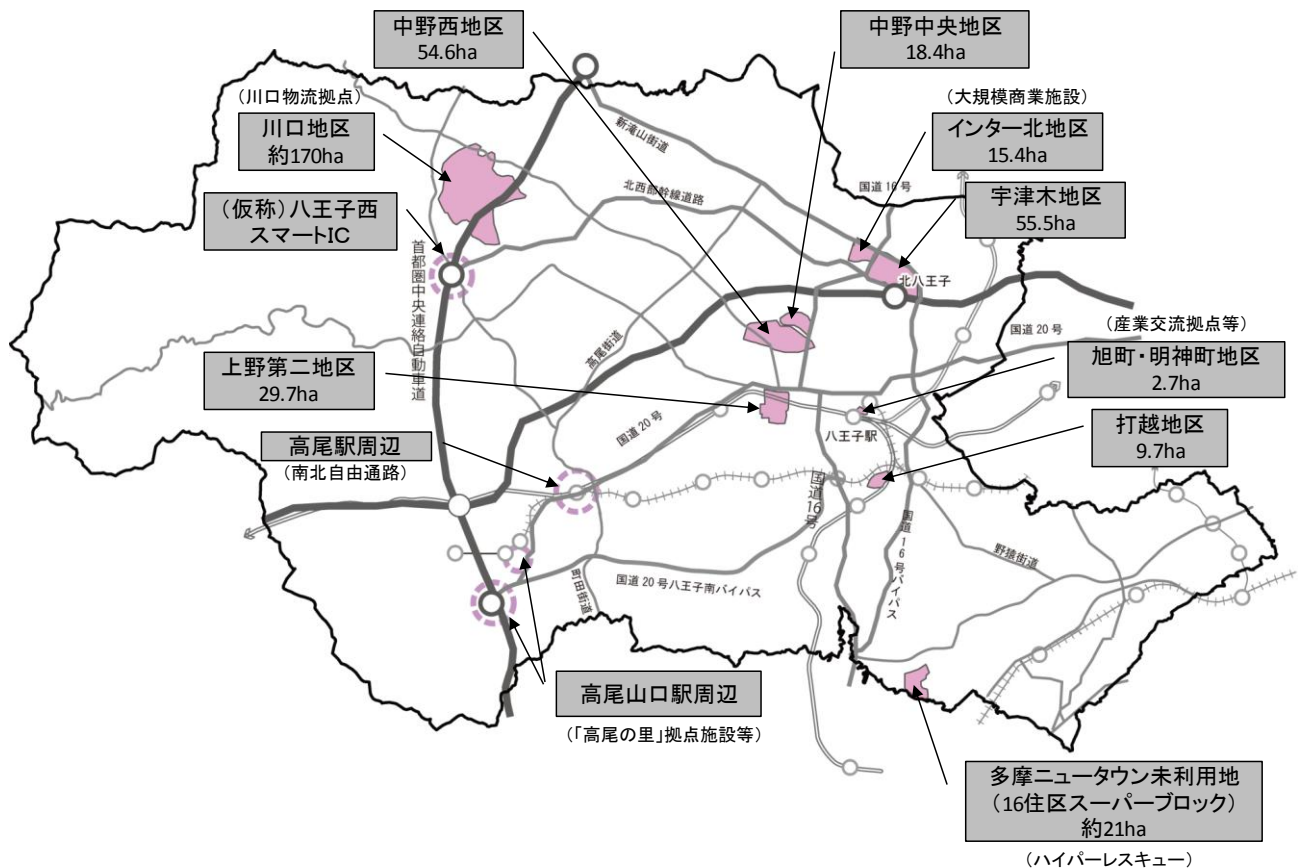 中野西地区
54.6ha
中野中央地区
18.4ha
（川口物流拠点）
川口地区
約170ha
（大規模商業施設）
インター北地区
15.4ha
新滝山街道
北西部幹線道路
国道16号
宇津木地区
55.5ha
（仮称）八王子西
スマートIC
首都圏中央連絡自動車道
北八王子
高尾街道
国道20号
（産業交流拠点等）
旭町・明神町地区
2.7ha
上野第二地区
29.7ha
国道20号
八王子駅
打越地区
9.7ha
高尾駅周辺
（南北自由通路）
国道16号
国道16号バイパス
野猿街道
町田街道
国道20号八王子南バイパス
高尾山口駅周辺
（「高尾の里」拠点施設等）
多摩ニュータウン未利用地
（16住区スーパーブロック）
約21ha
（ハイパーレスキュー）